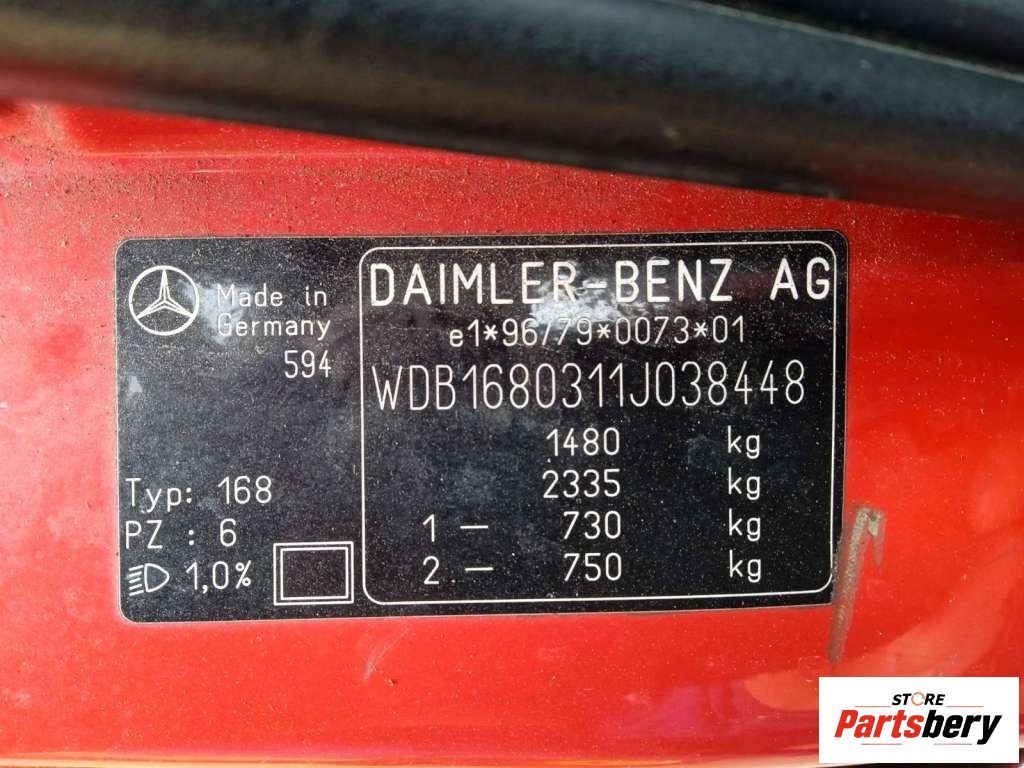 Made in
Germany
594
Typ: 168
PZ : 6
1,0%
DAIMLER-BENZ AG
e1*96/79*0073*01
WDB1680311J038448
1480 kg
2335 kg
1 – 730 kg
2 – 750 kg
STORE
Partsbery